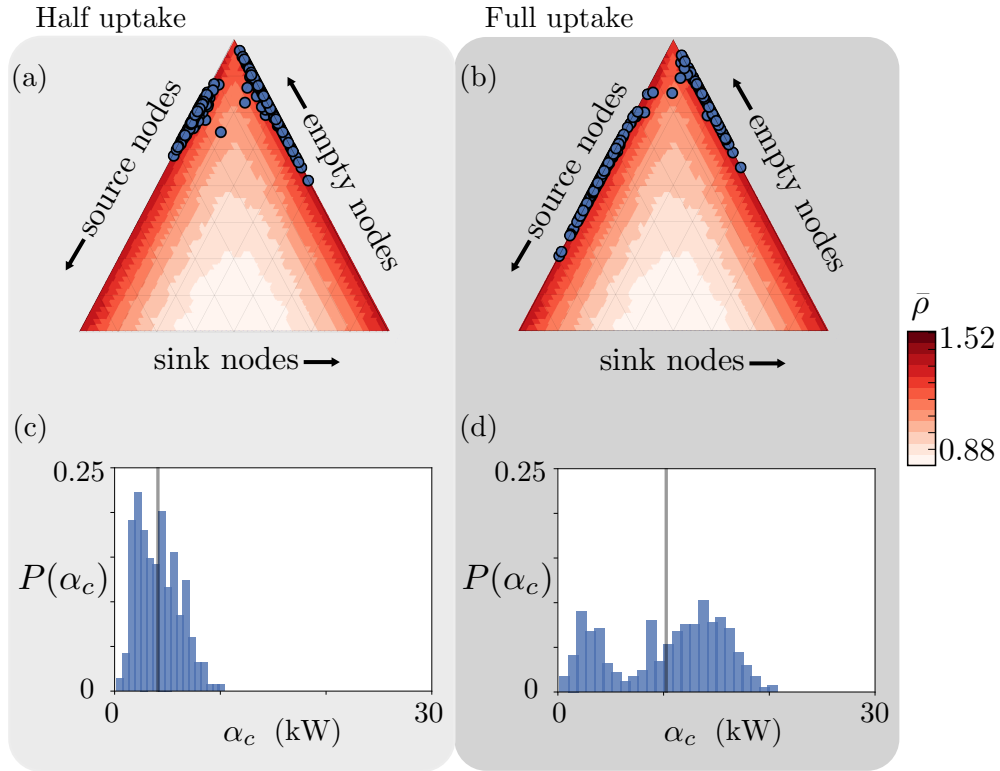 Half uptake
Full uptake
(a)
source nodes
empty nodes
sink nodes
(b)
source nodes
empty nodes
sink nodes
ρ̄
1.52
0.88
(c)
0.25
P(α_c)
0
0
30
α_c (kW)
(d)
0.25
P(α_c)
0
0
30
α_c (kW)